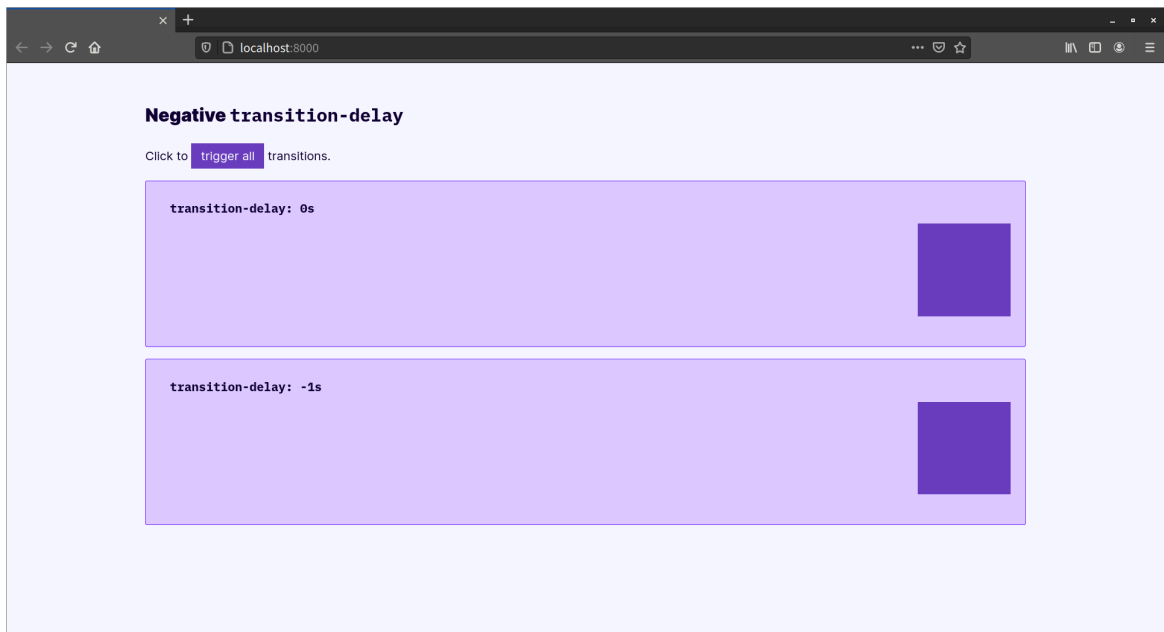 localhost:8000
Negative transition-delay
Click to trigger all transitions.
transition-delay: 0s
transition-delay: -1s